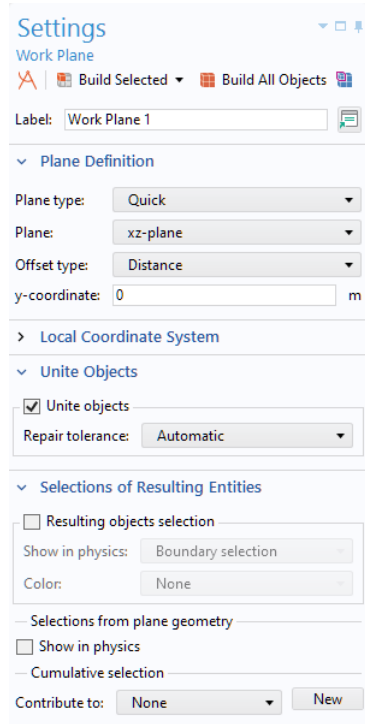 Settings
Work Plane
Build Selected Build All Objects
Label: Work Plane 1
Plane Definition
Plane type: Quick
Plane: xz-plane
Offset type: Distance
y-coordinate: 0 m
Local Coordinate System
Unite Objects
Unite objects
Repair tolerance: Automatic
Selections of Resulting Entities
Resulting objects selection
Show in physics: Boundary selection
Color: None
Selections from plane geometry
Show in physics
Cumulative selection
Contribute to: None New